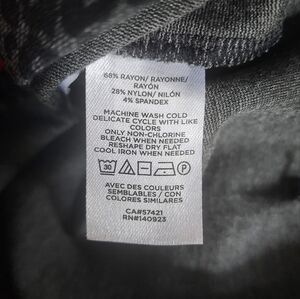 68% RAYON/ RAYONNE/
RAYÓN
28% NYLON/ NILÓN
4% SPANDEX
MACHINE WASH COLD
DELICATE CYCLE WITH LIKE
COLORS
ONLY NON-CHLORINE
BLEACH WHEN NEEDED
RESHAPE DRY FLAT
COOL IRON WHEN NEEDED
30 P
AVEC DES COULEURS
SEMBLABLES / CON
COLORES SIMILARES
CA#57421
RN#140923